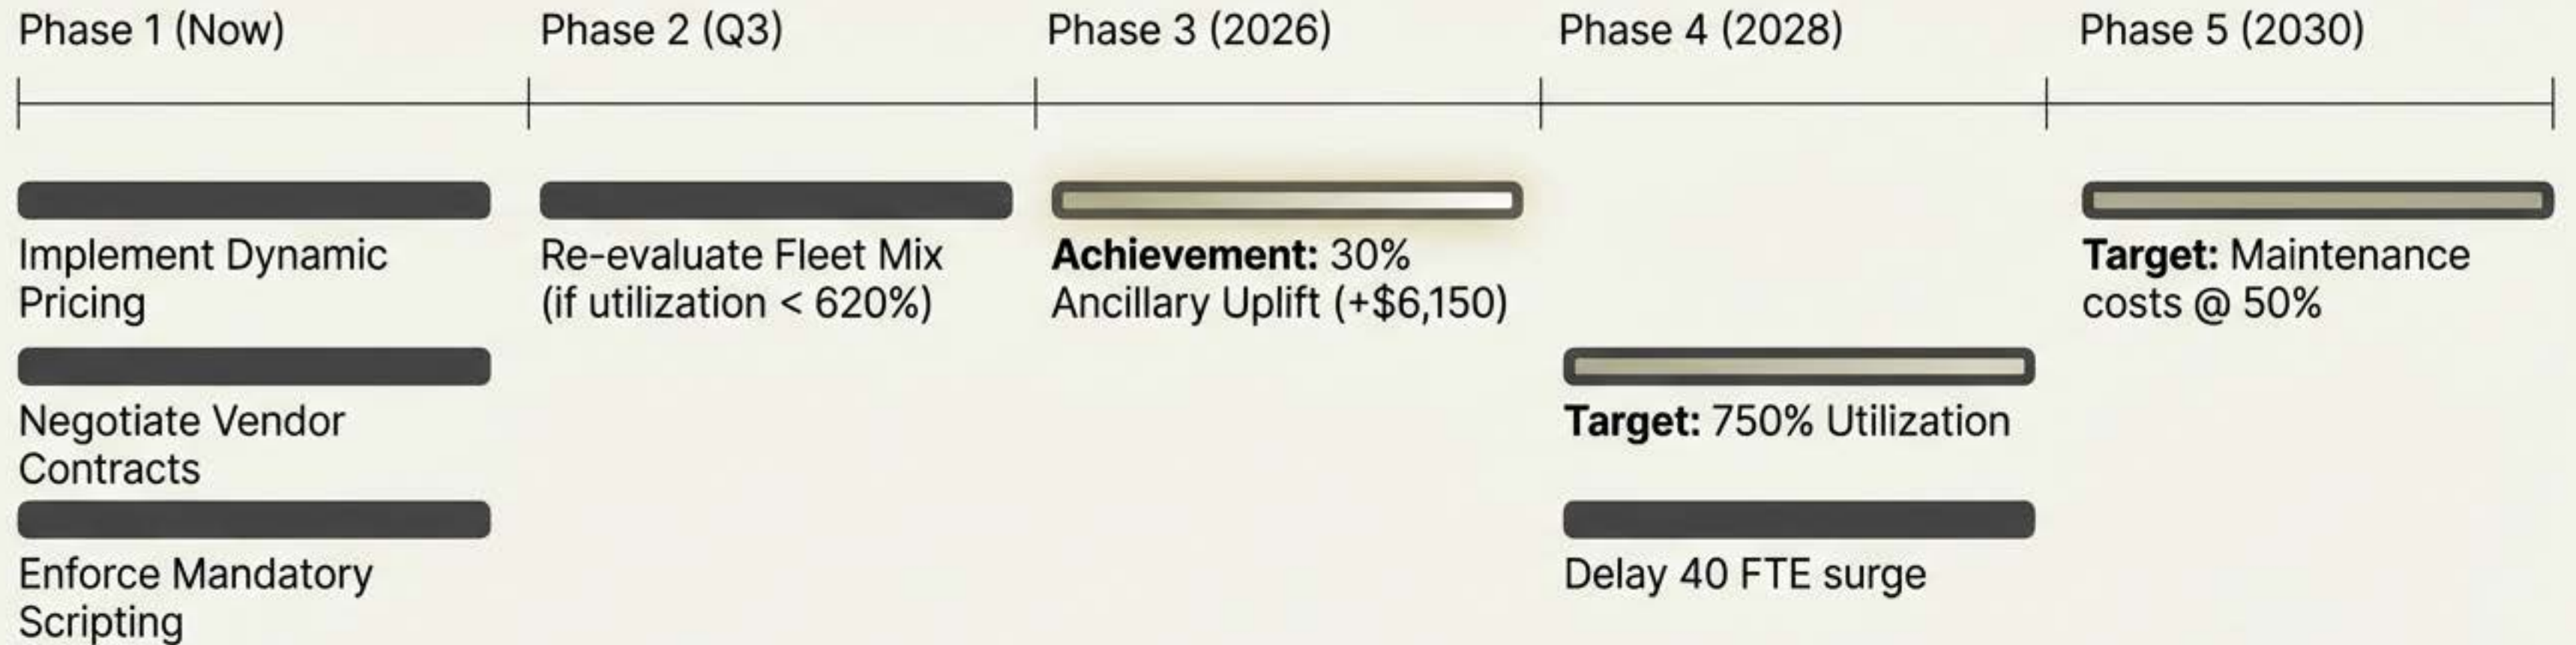 Phase 1 (Now)
Phase 2 (Q3)
Phase 3 (2026)
Phase 4 (2028)
Phase 5 (2030)
Implement Dynamic
Pricing
Negotiate Vendor
Contracts
Enforce Mandatory
Scripting
Re-evaluate Fleet Mix
(if utilization < 620%)
Achievement: 30%
Ancillary Uplift (+$6,150)
Target: 750% Utilization
Delay 40 FTE surge
Target: Maintenance
costs @ 50%